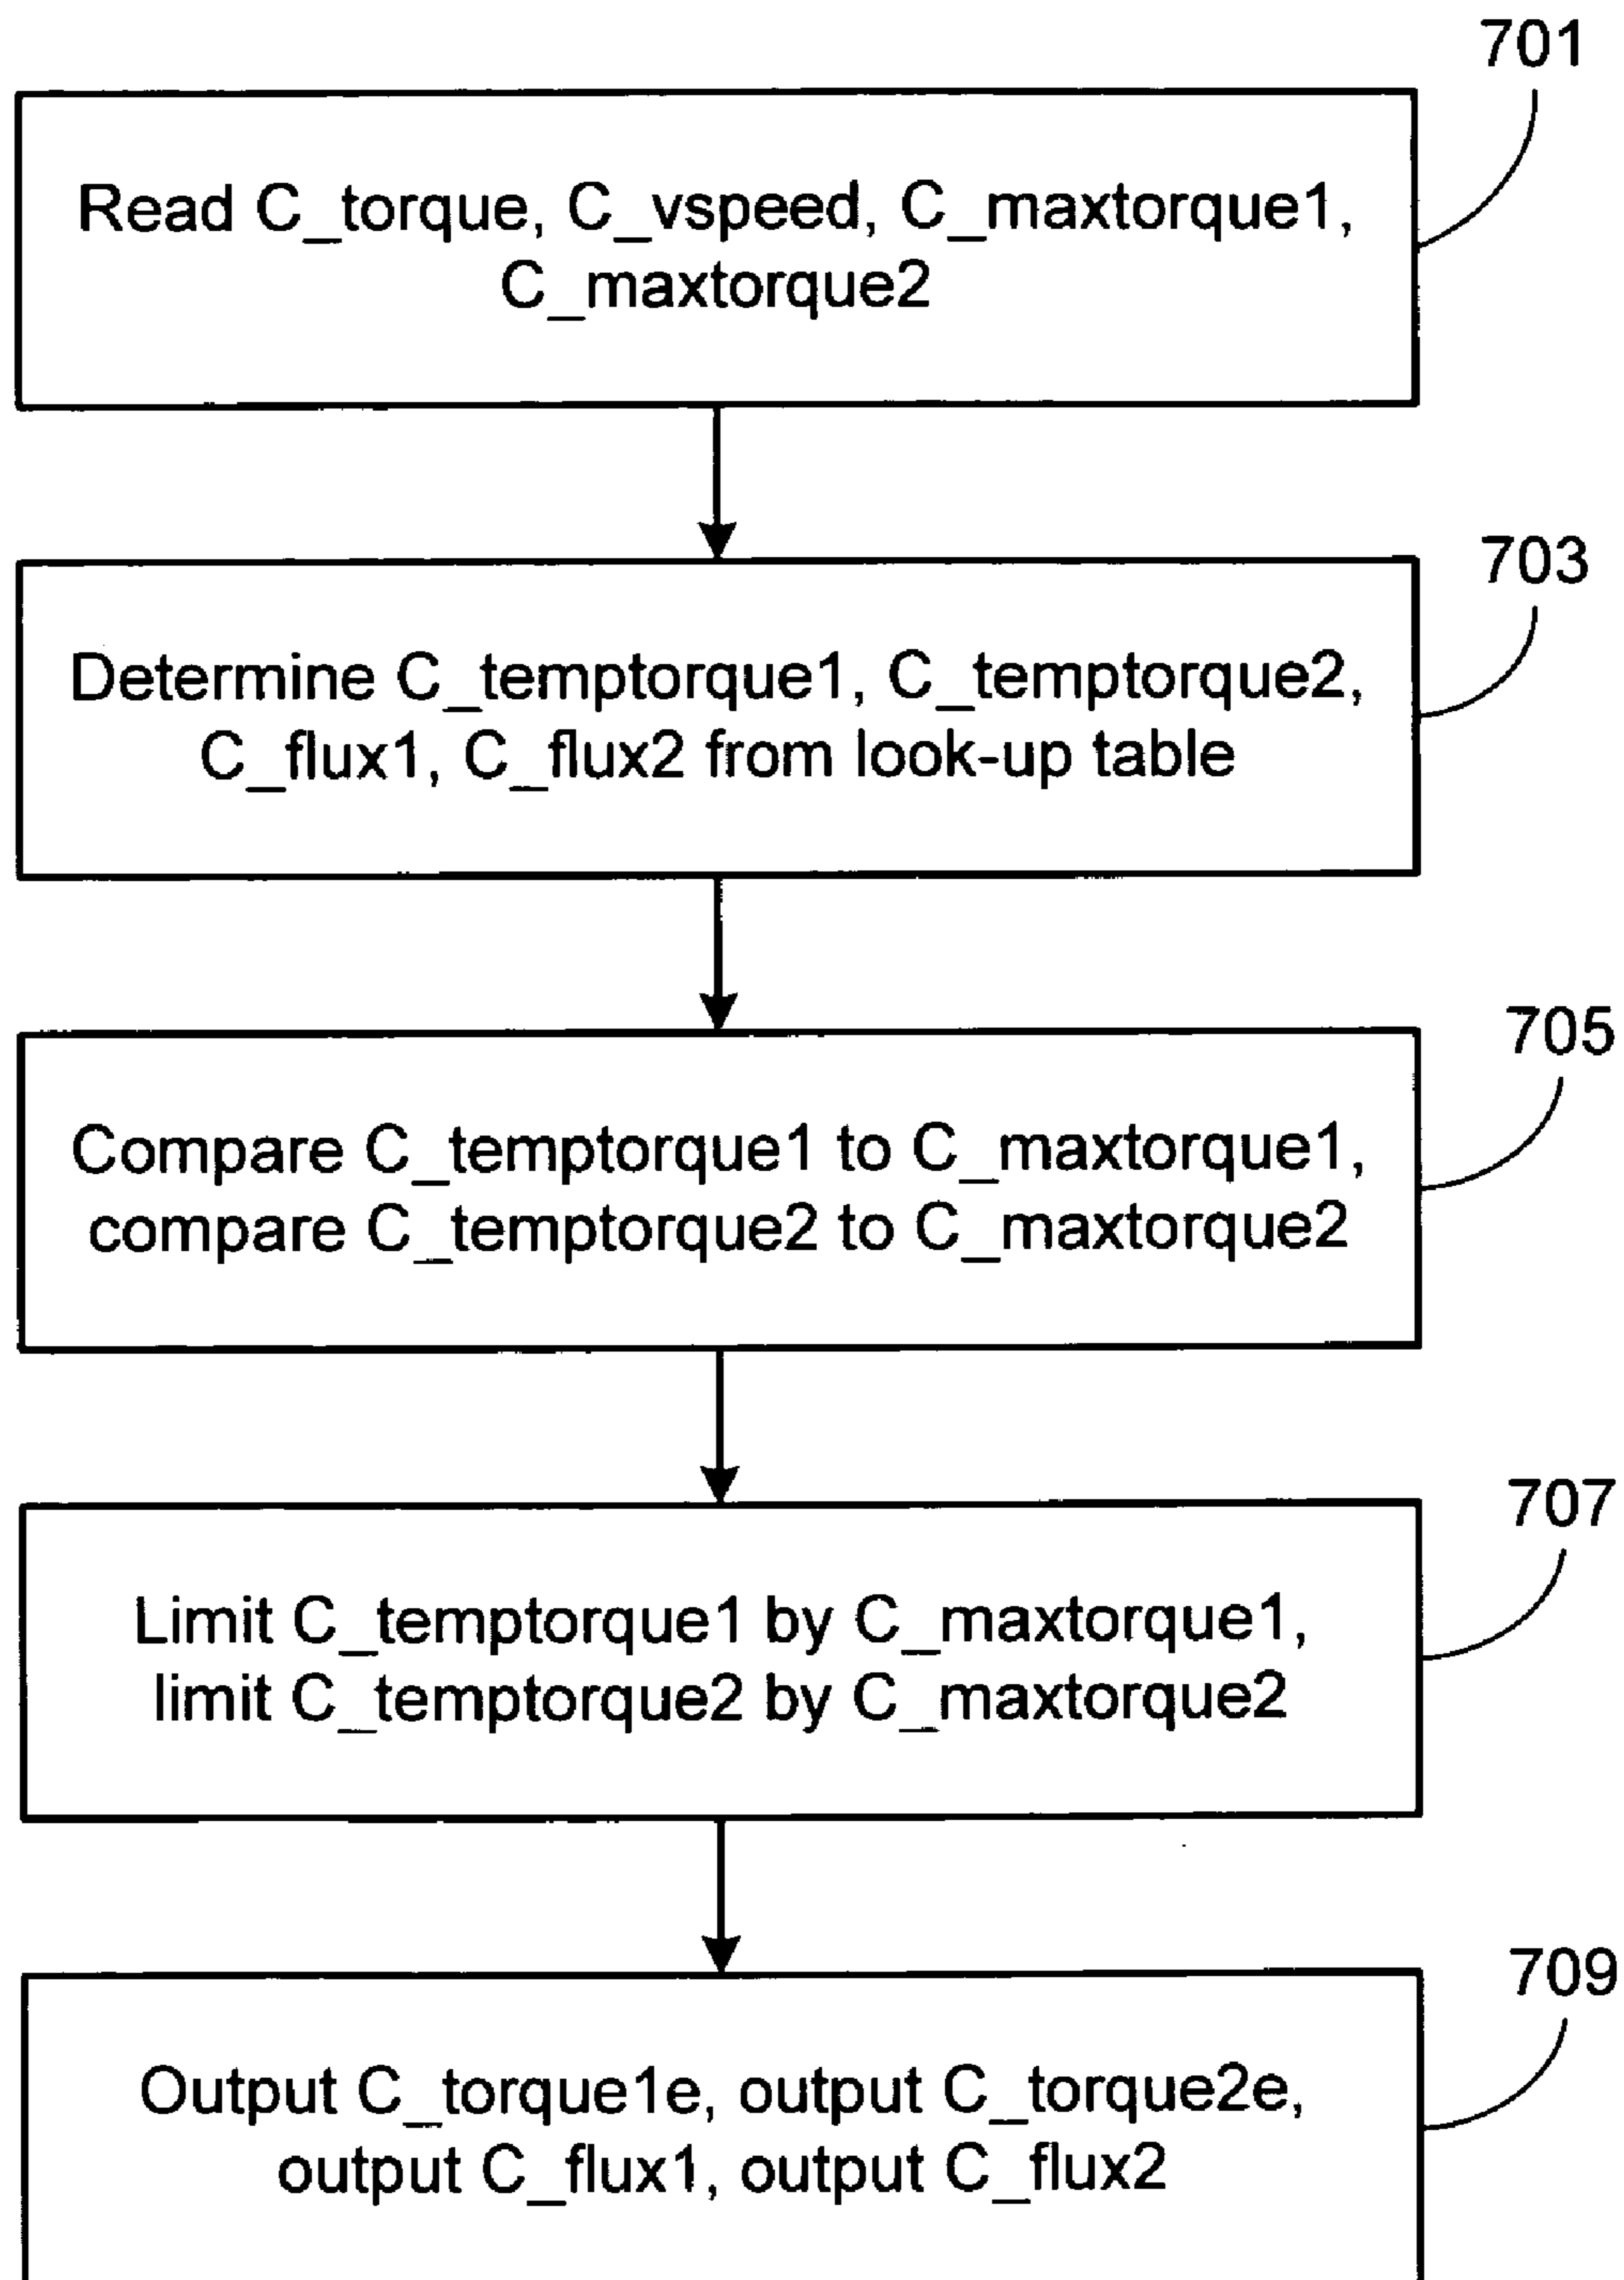 701
Read C_torque, C_vspeed, C_maxtorque1,
C_maxtorque2
703
Determine C_temptorque1, C_temptorque2,
C_flux1, C_flux2 from look-up table
705
Compare C_temptorque1 to C_maxtorque1,
compare C_temptorque2 to C_maxtorque2
707
Limit C_temptorque1 by C_maxtorque1,
limit C_temptorque2 by C_maxtorque2
709
Output C_torque1e, output C_torque2e,
output C_flux1, output C_flux2